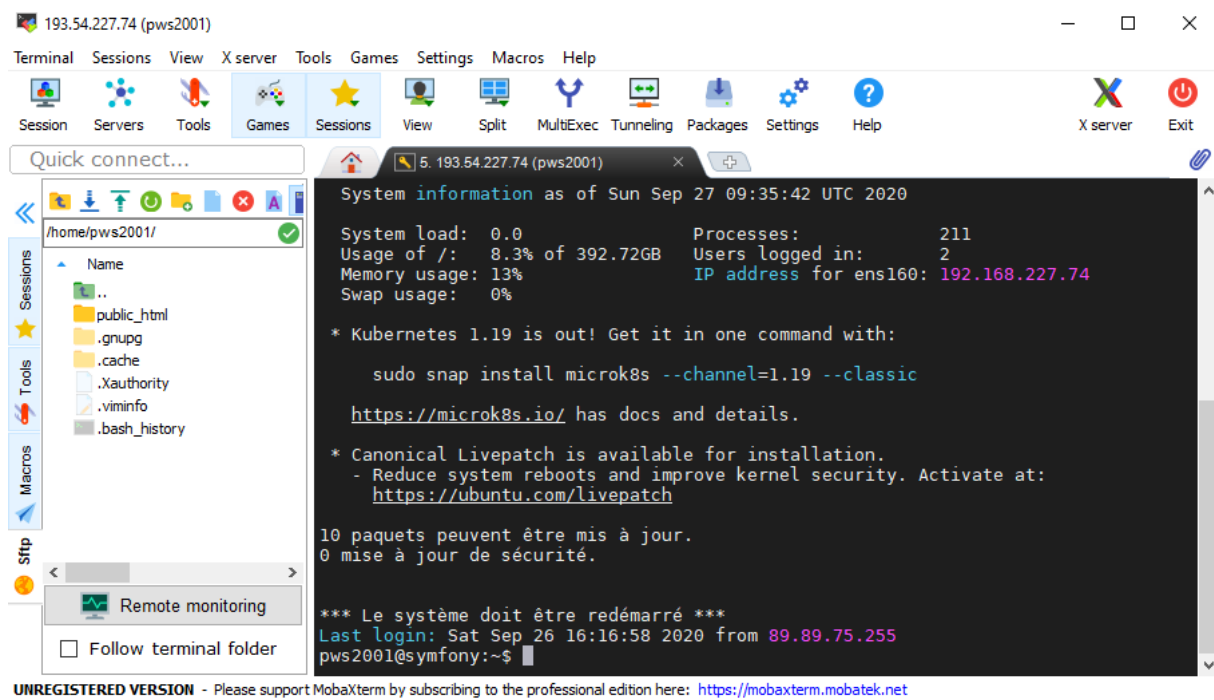 193.54.227.74 (pws2001)
Terminal Sessions View X server Tools Games Settings Macros Help
Session Servers Tools Games Sessions View Split MultiExec Tunneling Packages Settings Help X server Exit
Quick connect...
5. 193.54.227.74 (pws2001)
/home/pws2001/
Name
..
public_html
.gnupg
.cache
.Xauthority
.viminfo
.bash_history
Sessions
Tools
Macros
Sftp
Remote monitoring
Follow terminal folder
System information as of Sun Sep 27 09:35:42 UTC 2020
System load: 0.0 Processes: 211
Usage of /: 8.3% of 392.72GB Users logged in: 2
Memory usage: 13% IP address for ens160: 192.168.227.74
Swap usage: 0%
* Kubernetes 1.19 is out! Get it in one command with:
sudo snap install microk8s --channel=1.19 --classic
https://microk8s.io/ has docs and details.
* Canonical Livepatch is available for installation.
- Reduce system reboots and improve kernel security. Activate at:
https://ubuntu.com/livepatch
10 paquets peuvent être mis à jour.
0 mise à jour de sécurité.
*** Le système doit être redémarré ***
Last login: Sat Sep 26 16:16:58 2020 from 89.89.75.255
pws2001@symfony:~$
UNREGISTERED VERSION - Please support MobaXterm by subscribing to the professional edition here: https://mobaxterm.mobatek.net